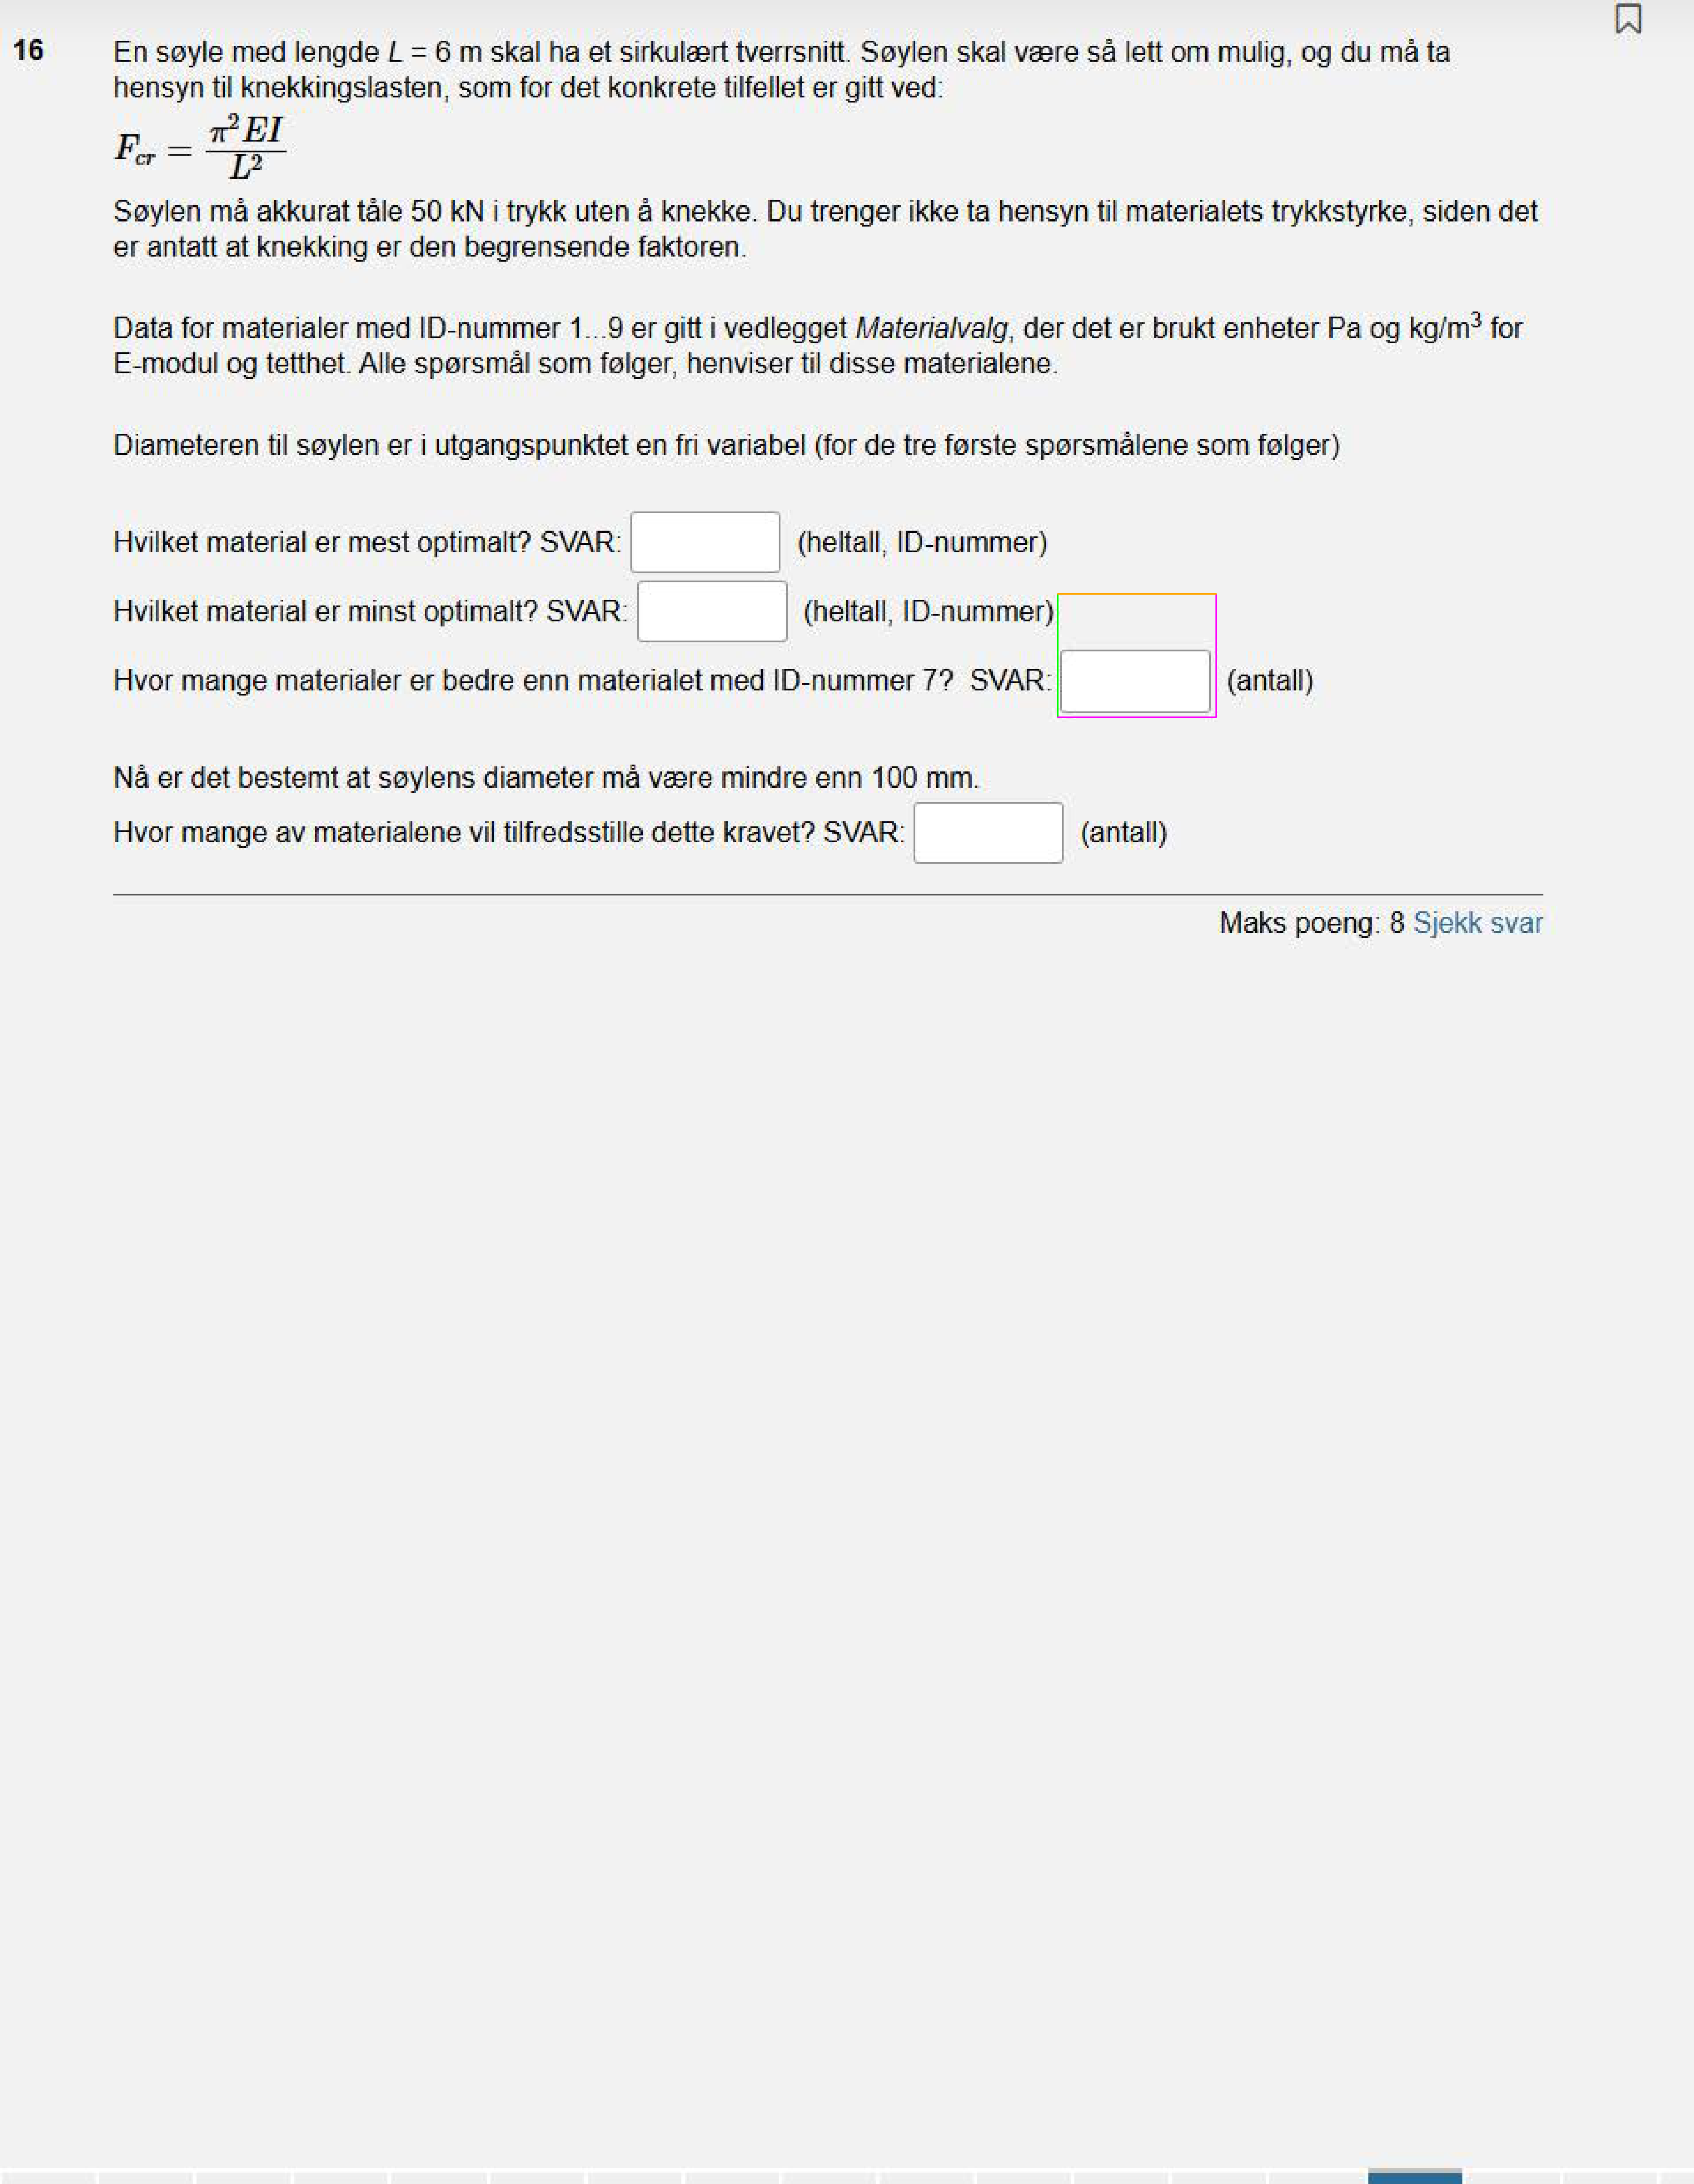 16
En søyle med lengde L = 6 m skal ha et sirkulært tverrsnitt. Søylen skal være så lett om mulig, og du må ta
hensyn til knekkingslasten, som for det konkrete tilfellet er gitt ved:
F_cr = π²EI / L²
Søylen må akkurat tåle 50 kN i trykk uten å knekke. Du trenger ikke ta hensyn til materialets trykkstyrke, siden det
er antatt at knekking er den begrensende faktoren.
Data for materialer med ID-nummer 1...9 er gitt i vedlegget Materialvalg, der det er brukt enheter Pa og kg/m³ for
E-modul og tetthet. Alle spørsmål som følger, henviser til disse materialene.
Diameteren til søylen er i utgangspunktet en fri variabel (for de tre første spørsmålene som følger)
Hvilket material er mest optimalt? SVAR: (heltall, ID-nummer)
Hvilket material er minst optimalt? SVAR: (heltall, ID-nummer)
Hvor mange materialer er bedre enn materialet med ID-nummer 7? SVAR: (antall)
Nå er det bestemt at søylens diameter må være mindre enn 100 mm.
Hvor mange av materialene vil tilfredsstille dette kravet? SVAR: (antall)
Maks poeng: 8 Sjekk svar